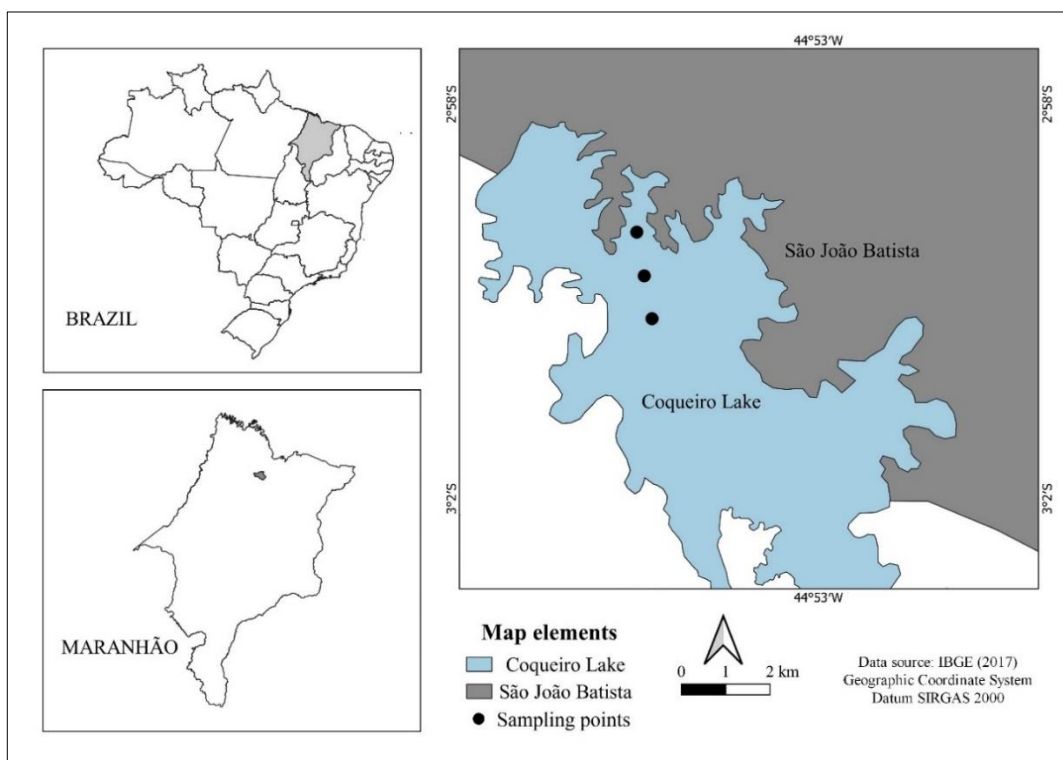 BRAZIL
MARANHÃO
44°53'W
2°58'S
2°58'S
São João Batista
Coqueiro Lake
3°2'S
3°2'S
44°53'W
Map elements
Coqueiro Lake
São João Batista
Sampling points
0 1 2 km
Data source: IBGE (2017)
Geographic Coordinate System
Datum SIRGAS 2000